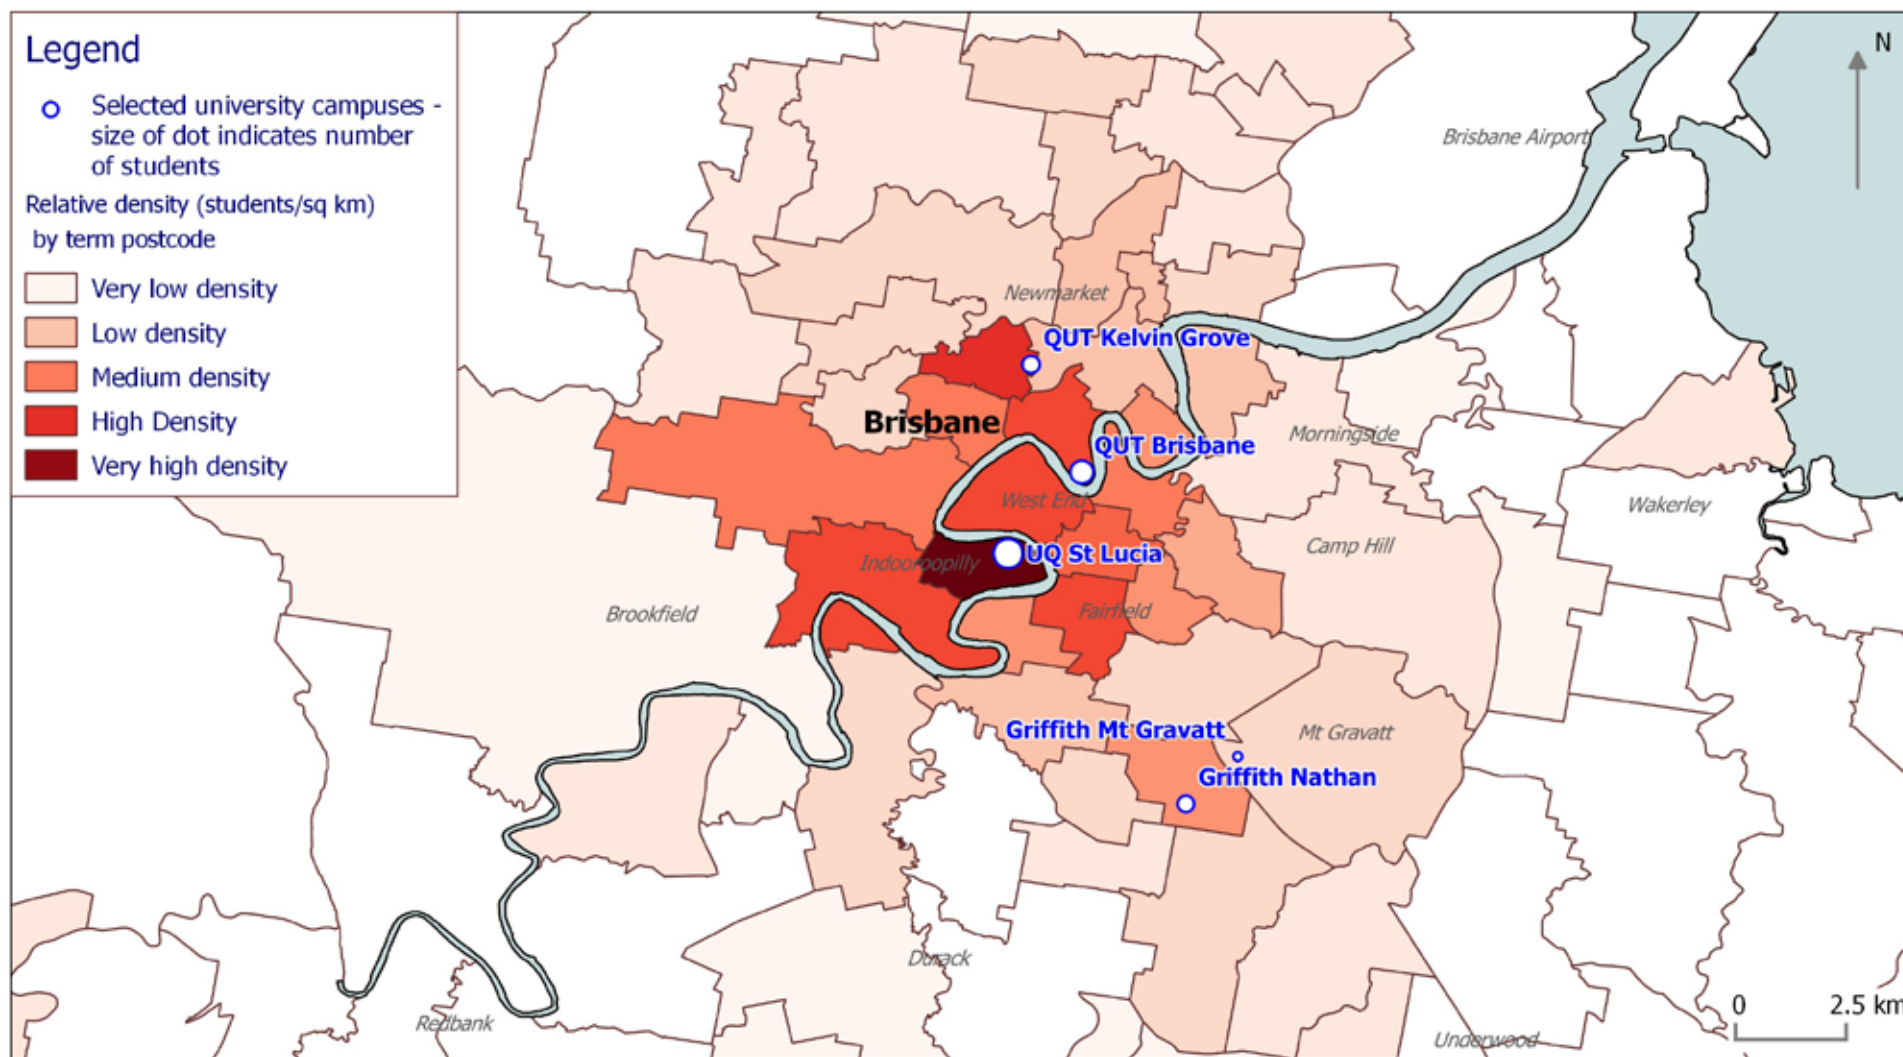 Legend
Selected university campuses -
size of dot indicates number
of students
Relative density (students/sq km)
by term postcode
Very low density
Low density
Medium density
High Density
Very high density
N
Brisbane Airport
Newmarket
QUT Kelvin Grove
Brisbane
Morningside
QUT Brisbane
West End
Wakerley
Camp Hill
UQ St Lucia
Indooroopilly
Brookfield
Fairfield
Griffith Mt Gravatt
Mt Gravatt
Griffith Nathan
Durack
Redbank
Underwood
0 2.5 km